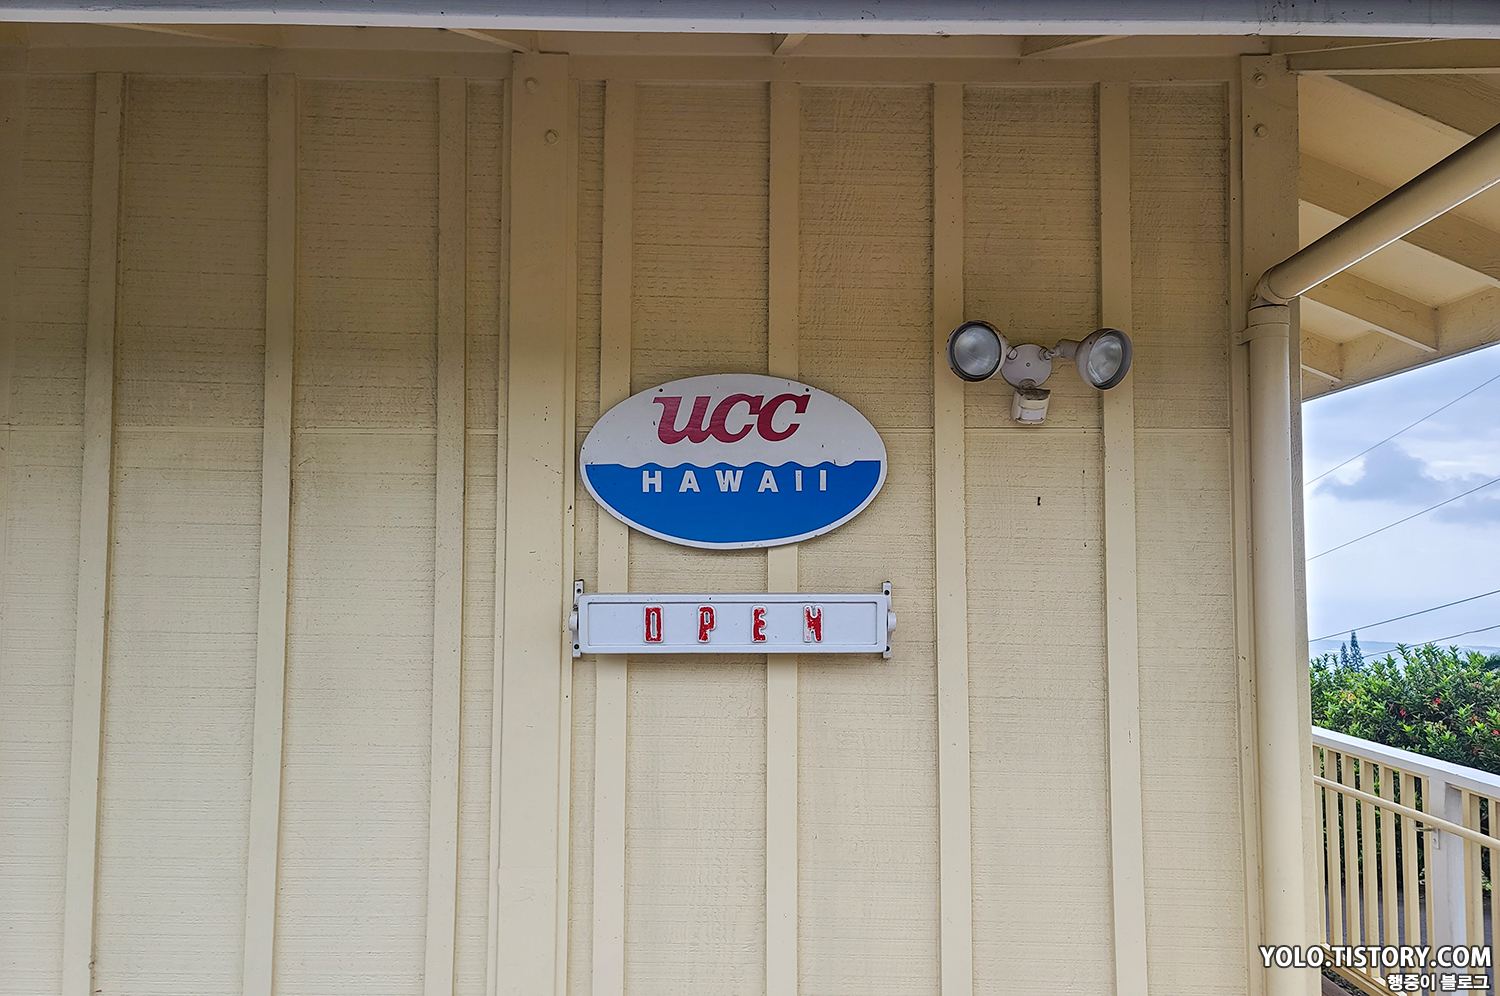 UCC
HAWAII
OPEN
YOLO.TISTORY.COM
행중이 블로그